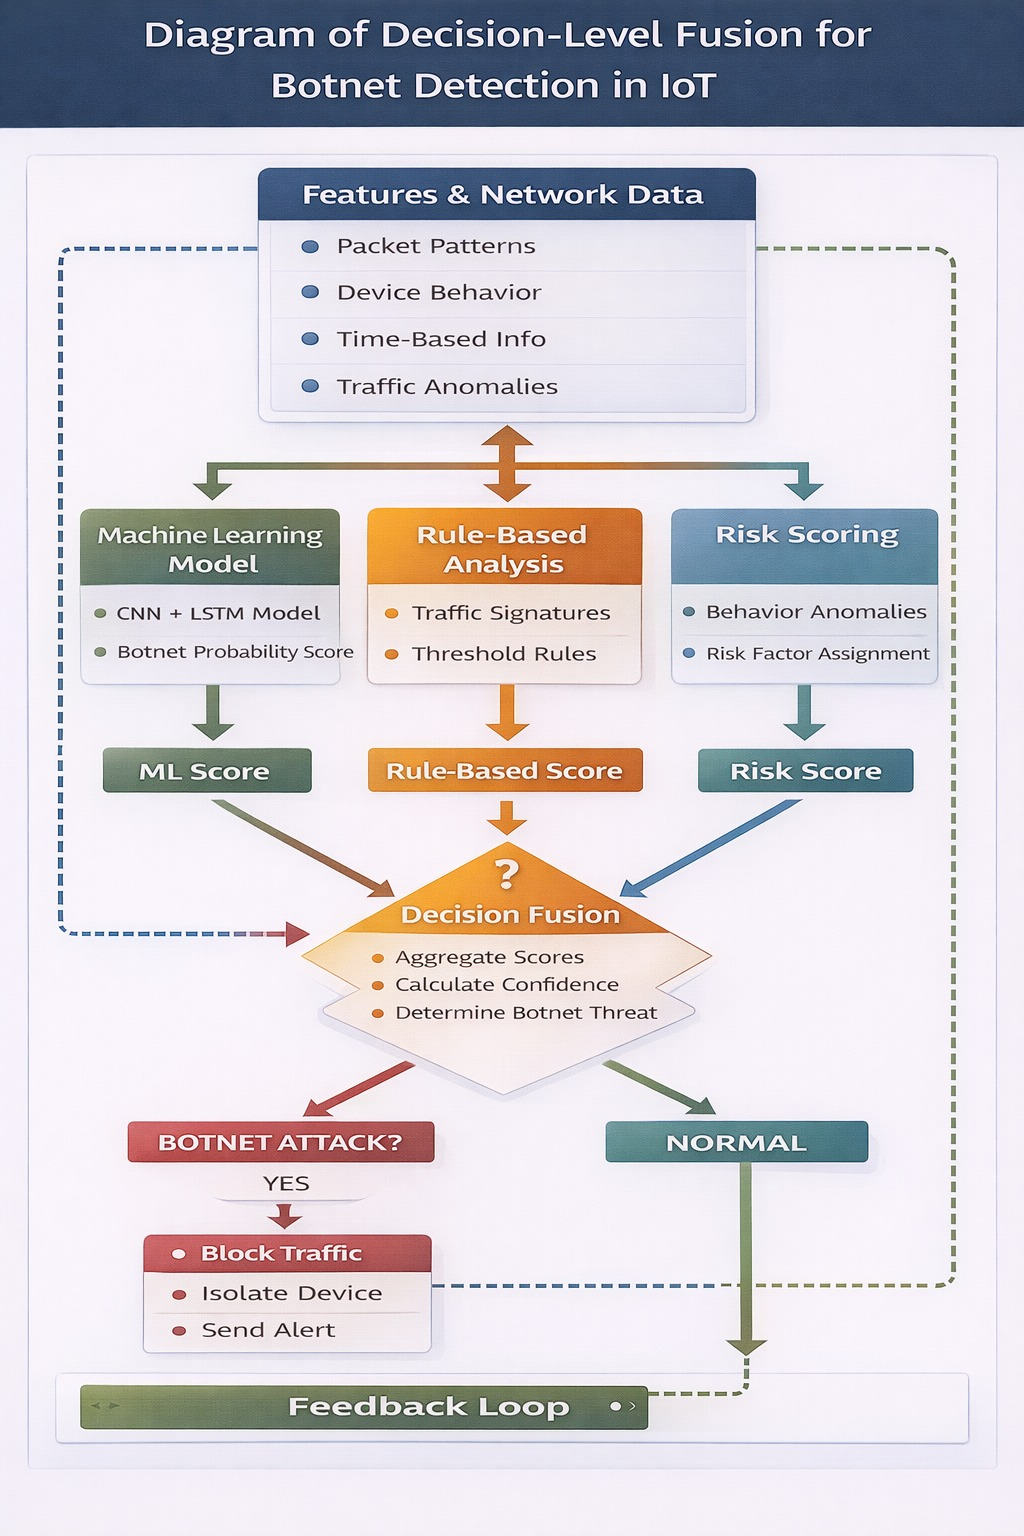 Diagram of Decision-Level Fusion for
Botnet Detection in IoT
Features & Network Data
Packet Patterns
Device Behavior
Time-Based Info
Traffic Anomalies
Machine Learning
Model
CNN + LSTM Model
Botnet Probability Score
Rule-Based
Analysis
Traffic Signatures
Threshold Rules
Risk Scoring
Behavior Anomalies
Risk Factor Assignment
ML Score
Rule-Based Score
Risk Score
?
Decision Fusion
Aggregate Scores
Calculate Confidence
Determine Botnet Threat
BOTNET ATTACK?
YES
NORMAL
Block Traffic
Isolate Device
Send Alert
Feedback Loop